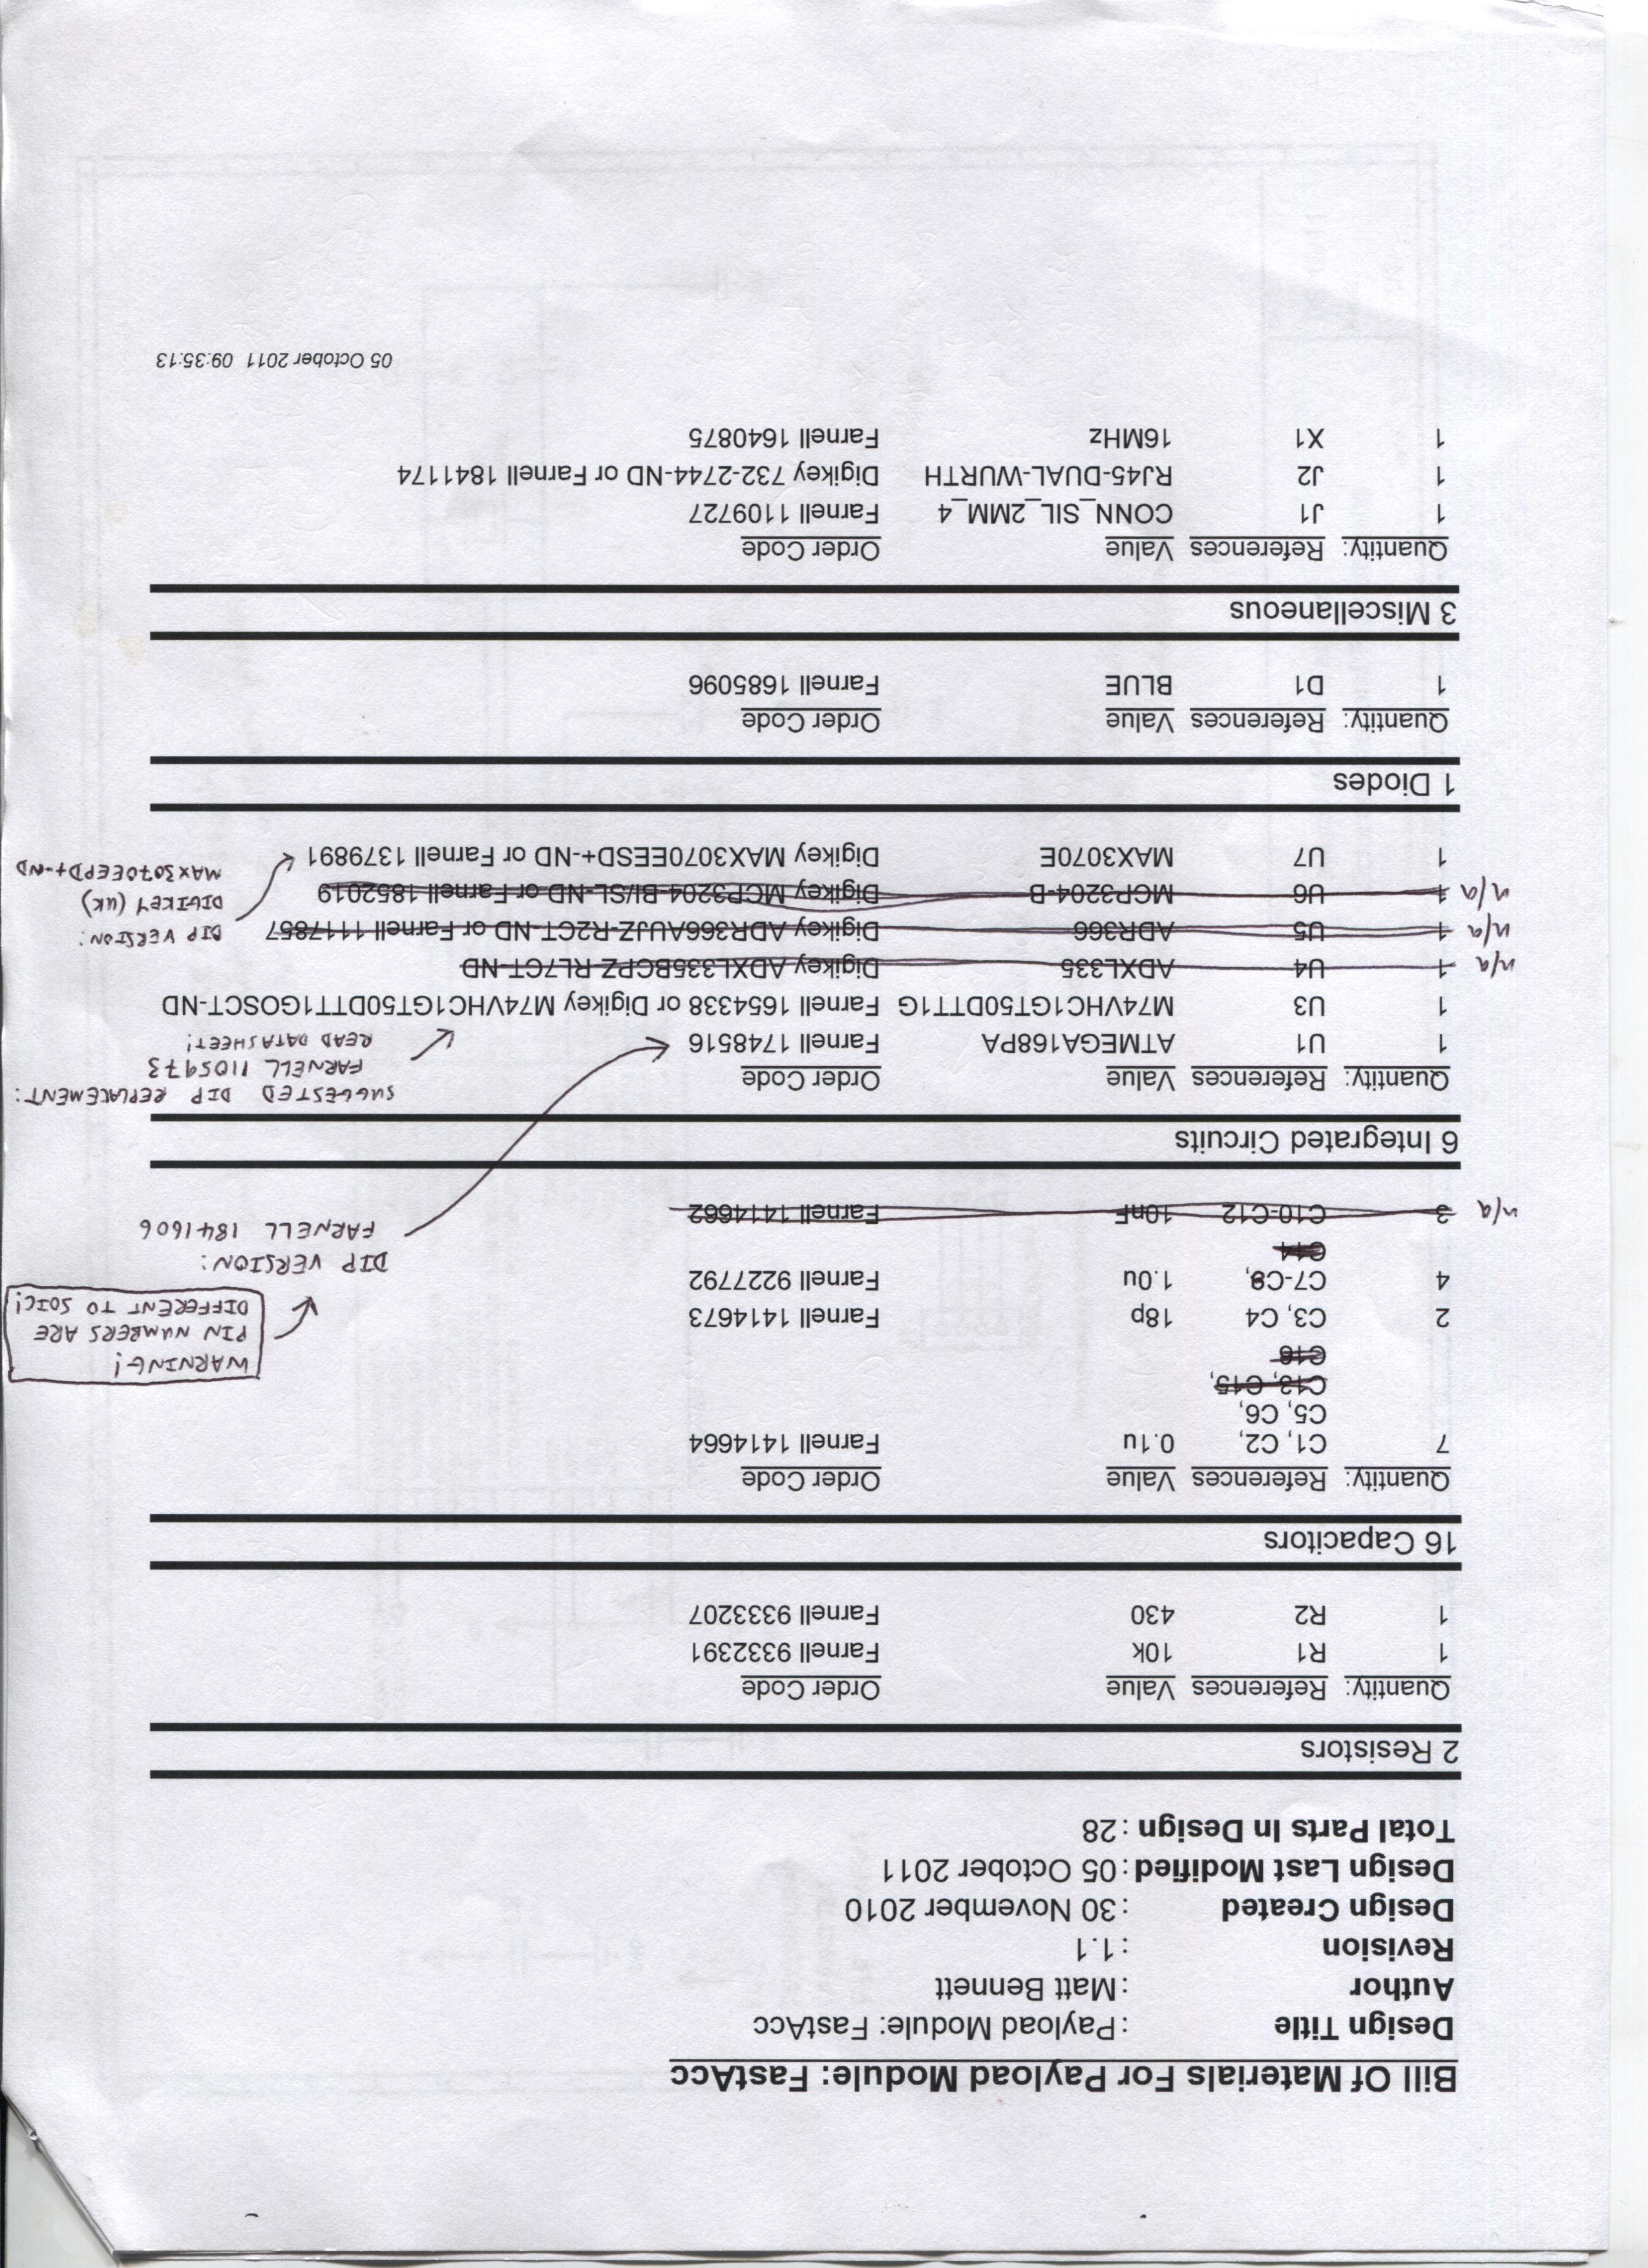 Bill Of Materials For Payload Module: FastAcc
Design Title : Payload Module: FastAcc
Author : Matt Bennett
Revision : 1.1
Design Created : 30 November 2010
Design Last Modified : 05 October 2011
Total Parts In Design : 28
2 Resistors
Quantity: References Value Order Code
1 R1 10k Farnell 9332391
1 R2 430 Farnell 9333207
16 Capacitors
Quantity: References Value Order Code
7 C1, C2, 0.1u Farnell 1414664
C5, C6,
C13, C15,
C16
2 C3, C4 18p Farnell 1414673
4 C7-C9, 1.0u Farnell 9227792
C14
n/a 3 C10-C12 10nF Farnell 1414662
WARNING!
PIN NUMBERS ARE
DIFFERENT TO SOIC!
DIP VERSION:
FARNELL 1841606
6 Integrated Circuits
Quantity: References Value Order Code
SUGGESTED DIP REPLACEMENT:
FARNELL 1105973
READ DATASHEET!
1 U1 ATMEGA168PA Farnell 1748516
1 U3 M74VHC1GT50DTT1G Farnell 1654338 or Digikey M74VHC1GT50DTT1GOSCT-ND
n/a 1 U4 ADXL335 Digikey ADXL335BCPZ-RL7CT-ND
n/a 1 U5 ADR366 Digikey ADR366AUJZ-R2CT-ND or Farnell 1117857
n/a 1 U6 MCP3204-B Digikey MCP3204-BI/SL-ND or Farnell 1852019
1 U7 MAX3070E Digikey MAX3070EESD+-ND or Farnell 1379891
DIP VERSION:
DIGIKEY (UK)
MAX3070EEPD+-ND
1 Diodes
Quantity: References Value Order Code
1 D1 BLUE Farnell 1685096
3 Miscellaneous
Quantity: References Value Order Code
1 J1 CONN_SIL_2MM_4 Farnell 1109727
1 J2 RJ45-DUAL-WURTH Digikey 732-2744-ND or Farnell 1841174
1 X1 16MHz Farnell 1640875
05 October 2011 09:35:13